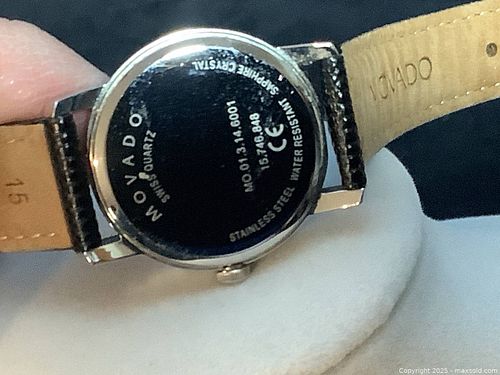 MOVADO
SWISS QUARTZ
SAPPHIRE CRYSTAL
MO.01.3.14.6001
15.746.848
CE
STAINLESS STEEL WATER RESISTANT
MOVADO
15
Copyright 2025 - maxsold.com